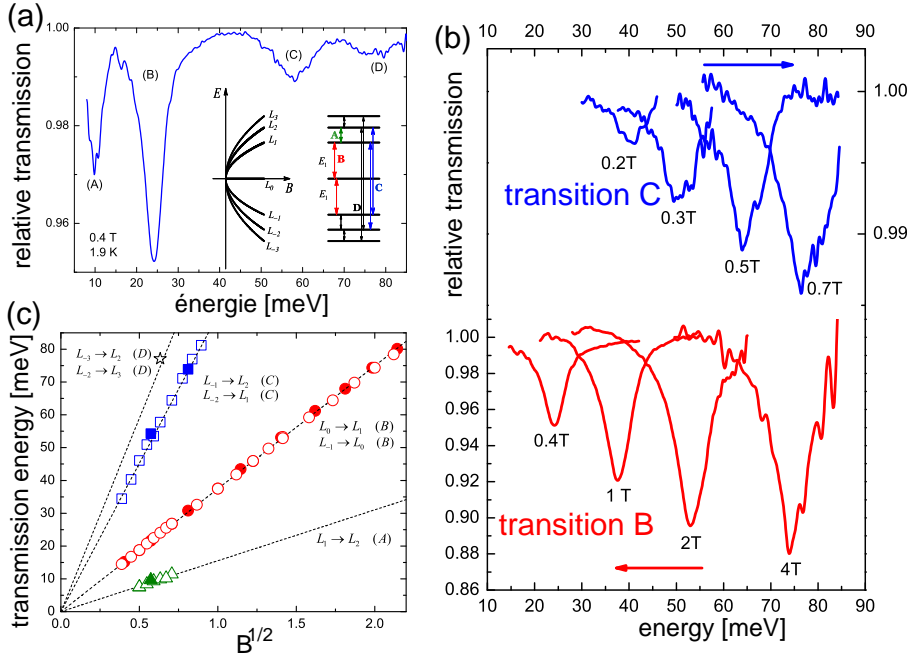 (a)
1.00
0.98
0.96
relative transmission
(A)
(B)
(C)
(D)
0.4 T
1.9 K
E
B
L3
L2
L1
L0
L-1
L-2
L-3
A
B
C
D
E1
E1
10 20 30 40 50 60 70 80
énergie [meV]
(b)
10 20 30 40 50 60 70 80 90
relative transmission
1.00
0.99
0.2T
0.3T
0.5T
0.7T
transition C
1.00
0.98
0.96
0.94
0.92
0.90
0.88
0.86
0.4T
1 T
2T
4T
transition B
10 20 30 40 50 60 70 80 90
energy [meV]
(c)
transmission energy [meV]
80
70
60
50
40
30
20
10
0
L-3 → L2 (D)
L-2 → L3 (D)
L-1 → L2 (C)
L-2 → L1 (C)
L0 → L1 (B)
L-1 → L0 (B)
L1 → L2 (A)
0.0 0.5 1.0 1.5 2.0
B1/2